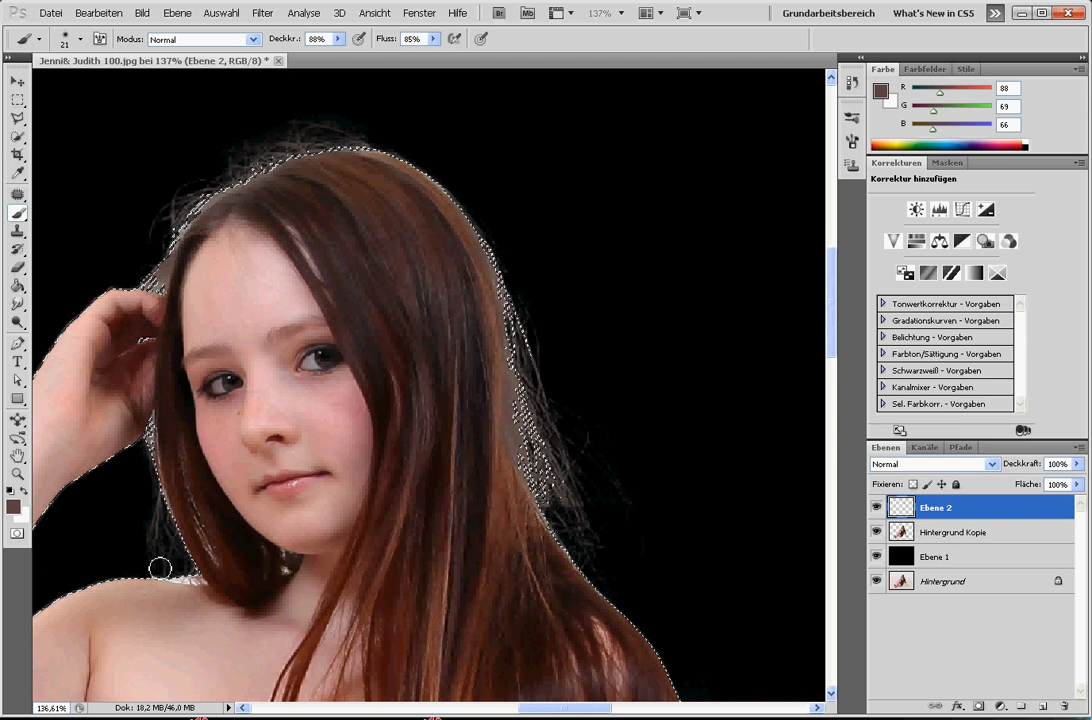 Ps Datei Bearbeiten Bild Ebene Auswahl Filter Analyse 3D Ansicht Fenster Hilfe Br Mb 137% Grundarbeitsbereich What's New in CS5
21 Modus: Normal Deckkr.: 88% Fluss: 85%
Jenni& Judith 100.jpg bei 137% (Ebene 2, RGB/8) *
Farbe Farbfelder Stile
R 88
G 69
B 66
Korrekturen Masken
Korrektur hinzufügen
Tonwertkorrektur - Vorgaben
Gradationskurven - Vorgaben
Belichtung - Vorgaben
Farbton/Sättigung - Vorgaben
Schwarzweiß - Vorgaben
Kanalmixer - Vorgaben
Sel. Farbkorr. - Vorgaben
Ebenen Kanäle Pfade
Normal Deckkraft: 100%
Fixieren: Fläche: 100%
Ebene 2
Hintergrund Kopie
Ebene 1
Hintergrund
136,61% Dok: 18,2 MB/46,0 MB